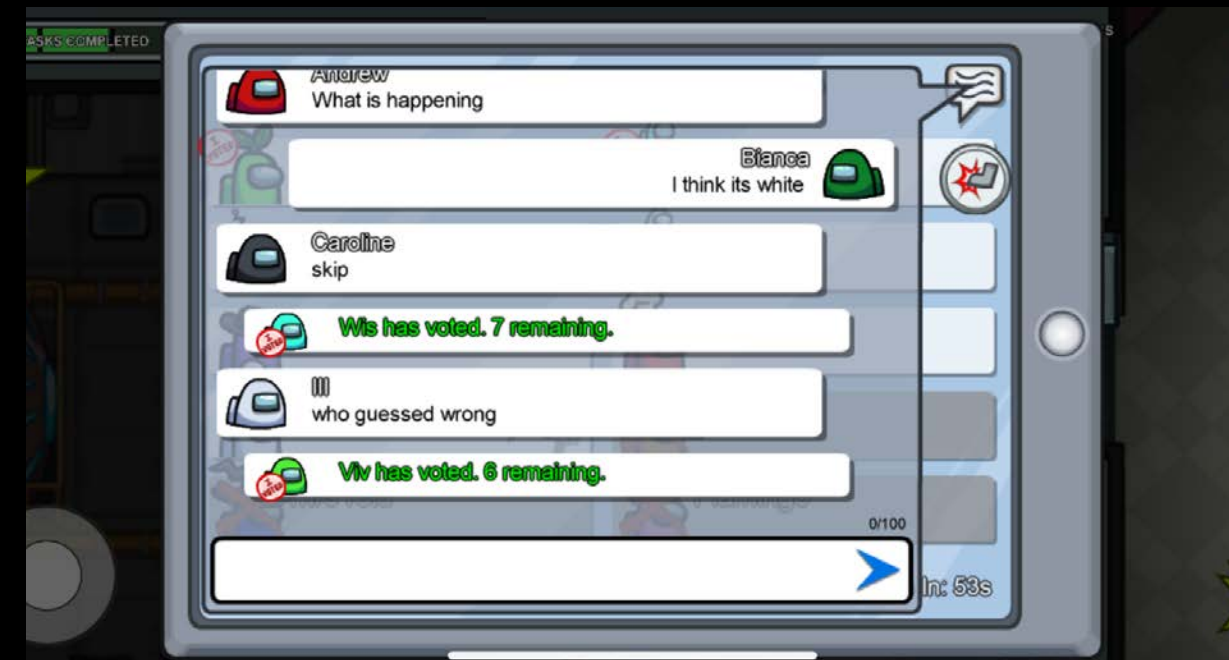 TASKS COMPLETED
Andrew
What is happening
Bianca
I think its white
Caroline
skip
Wis has voted. 7 remaining.
lll
who guessed wrong
Viv has voted. 6 remaining.
0/100
In: 53s